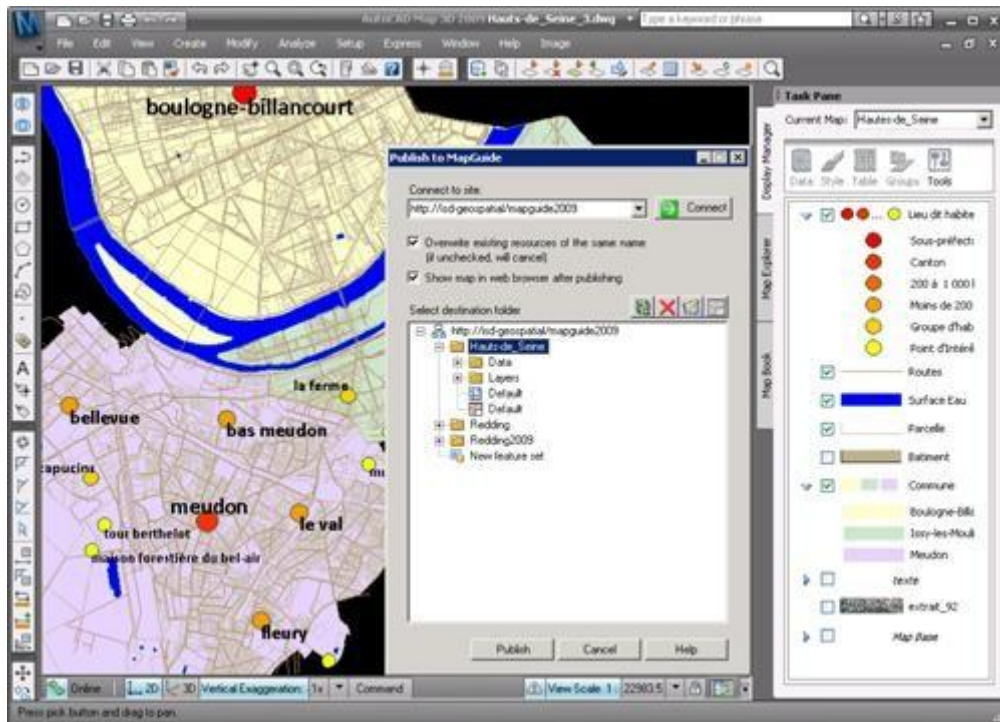 AutoCAD Map 3D 2009 Hauts-de_Seine_3.dwg
Type a keyword or phrase
File Edit View Create Modify Analyze Setup Express Window Help Image
boulogne-billancourt
la ferme
bellevue
bas meudon
capucins
meudon
le val
tour berthelot
maison forestière du bel-air
fleury
Publish to MapGuide
Connect to site:
http://isd-geospatial/mapguide2009
Connect
Overwrite existing resources of the same name
(if unchecked, will cancel)
Show map in web browser after publishing
Select destination folder
http://isd-geospatial/mapguide2009
Hauts-de_Seine
Data
Layers
Default
Default
Redding
Redding2009
New feature set
Publish Cancel Help
Display Manager
Map Explorer
Map Book
Task Pane
Current Map: Hautes-de_Seine
Data Style Table Groups Tools
Lieu dit habite
Sous-préfect
Canton
200 à 1 000 l
Moins de 200
Groupe d'hab
Point d'Intéré
Routes
Surface Eau
Parcelle
Batiment
Commune
Boulogne-Billa
Issy-les-Mouli
Meudon
texte
extrait_92
Map Base
Online 2D 3D Vertical Exaggeration: 1x Command
View Scale 1: 22983.5
Press pick button and drag to pan.